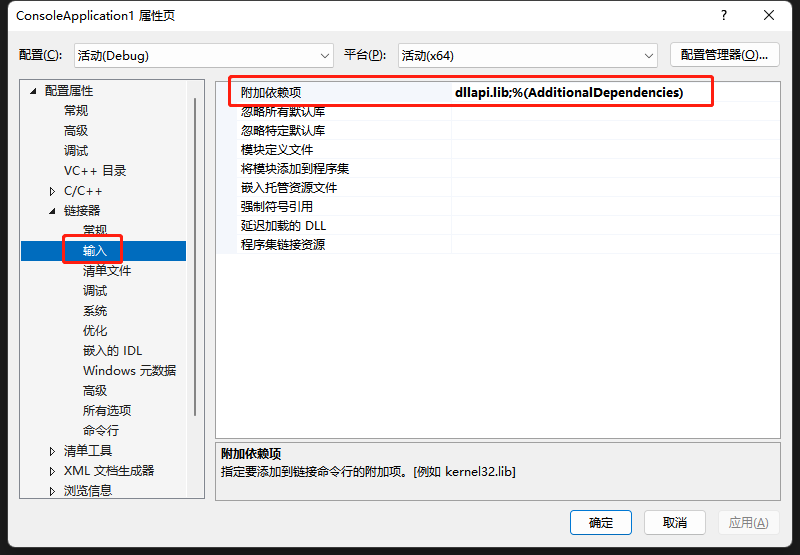 ConsoleApplication1 属性页
配置(C): 活动(Debug) 平台(P): 活动(x64) 配置管理器(O)...
配置属性
常规
高级
调试
VC++ 目录
C/C++
链接器
常规
输入
清单文件
调试
系统
优化
嵌入的 IDL
Windows 元数据
高级
所有选项
命令行
清单工具
XML 文档生成器
浏览信息
附加依赖项 dllapi.lib;%(AdditionalDependencies)
忽略所有默认库
忽略特定默认库
模块定义文件
将模块添加到程序集
嵌入托管资源文件
强制符号引用
延迟加载的 DLL
程序集链接资源
附加依赖项
指定要添加到链接命令行的附加项。[例如 kernel32.lib]
确定 取消 应用(A)